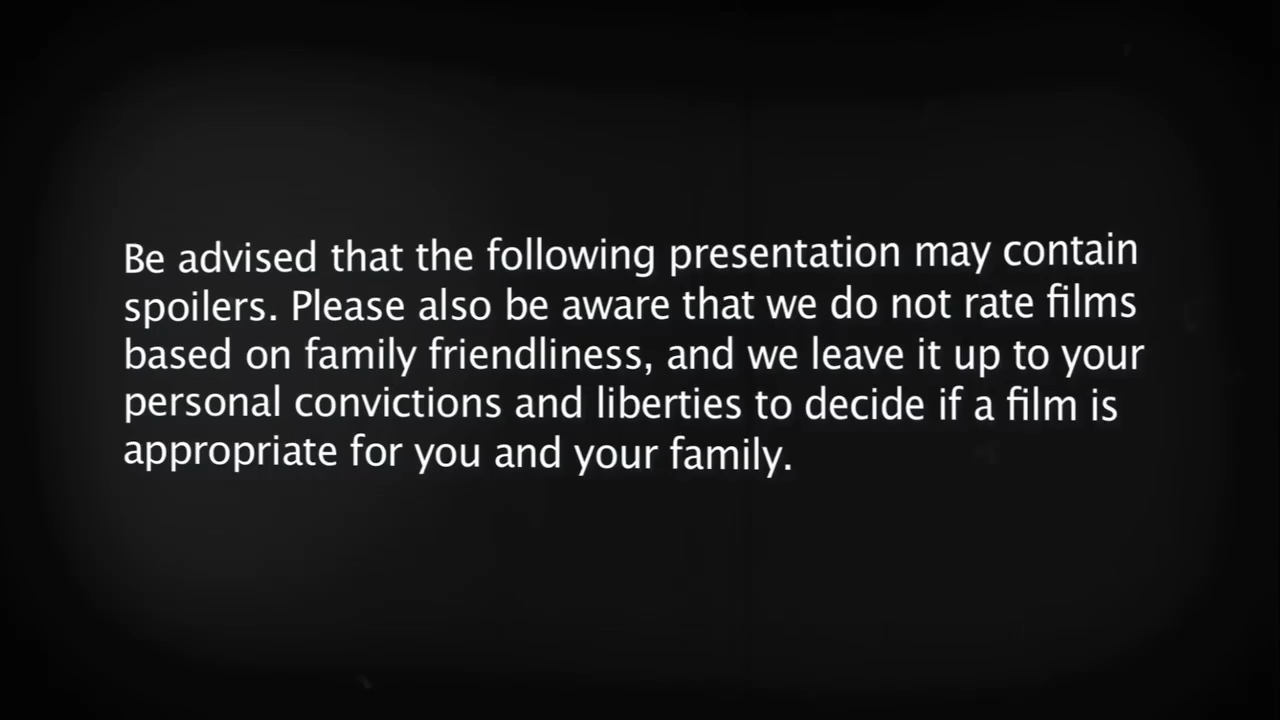 Be advised that the following presentation may contain
spoilers. Please also be aware that we do not rate films
based on family friendliness, and we leave it up to your
personal convictions and liberties to decide if a film is
appropriate for you and your family.